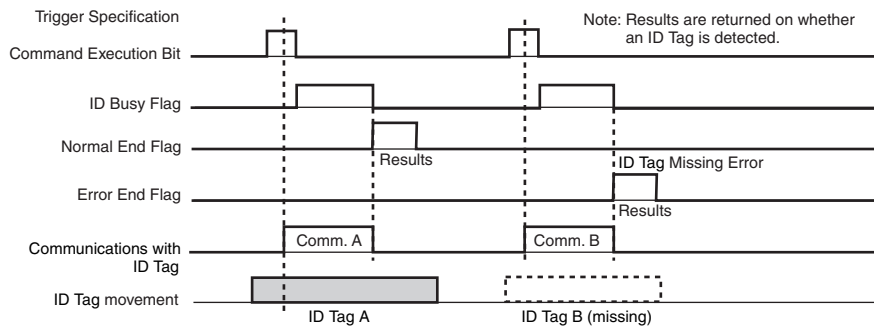 Trigger Specification
Note: Results are returned on whether
an ID Tag is detected.
Command Execution Bit
ID Busy Flag
Normal End Flag
Results
ID Tag Missing Error
Error End Flag
Results
Communications with
ID Tag
Comm. A
Comm. B
ID Tag movement
ID Tag A
ID Tag B (missing)